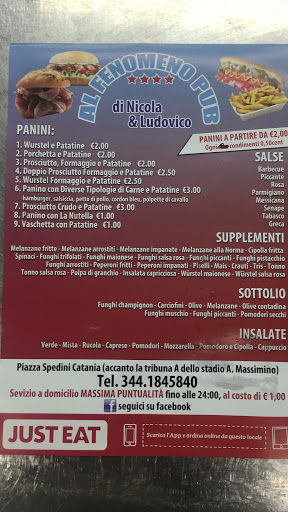 AL FENOMENO PUB
di Nicola
& Ludovico
PANINI:
1. Wurstel e Patatine €2.00
2. Porchetta e Patatine €2.00
3. Prosciutto, Formaggio e Patatine €2.00
4. Doppio Prosciutto Formaggio e Patatine €2.50
5. Wurstel Formaggio e Patatine €2.50
6. Panino con Diverse Tipologie di Carne e Patatine €3.00
hamburger, salsiccia, petto di pollo, cordon bleu, polpette di cavallo
7. Prosciutto Crudo e Patatine €3.00
8. Panino con La Nutella €1.00
9. Vaschetta con Patatine €1.00
PANINI A PARTIRE DA €2,00
Ogni condimenti 0,50cent
SALSE
Barbecue
Piccante
Rosa
Parmigiano
Messicana
Senape
Tabasco
Greca
SUPPLEMENTI
Melanzane fritte - Melanzane arrostiti - Melanzane impanate - Melanzane alla Norma - Cipolla fritta
Spinaci - Funghi trifolati - Funghi maionese - Funghi salsa rosa - Funghi piccanti - Funghi pistacchio
Funghi arrostiti - Peperoni fritti - Peperoni impanati - Piselli - Mais - Crauti - Tris - Tonno
Tonno salsa rosa - Polpa di granchio - Insalata capricciosa - Würstel maionese - Würstel salsa rosa
SOTTOLIO
Funghi champignon - Carciofini - Olive - Melanzane - Olive contadina
Funghi muschio - Funghi piccanti - Pomodori secchi
INSALATE
Verde - Mista - Rucola - Caprese - Pomodori - Mozzarella - Pomodoro e Cipolla - Cappuccio
Piazza Spedini Catania (accanto la tribuna A dello stadio A. Massimino)
Tel. 344.1845840
Sevizio a domicilio MASSIMA PUNTUALITÀ fino alle 24:00, al costo di € 1,00
f seguici su facebook
JUST EAT
Scarica l'App e ordina online da questo locale